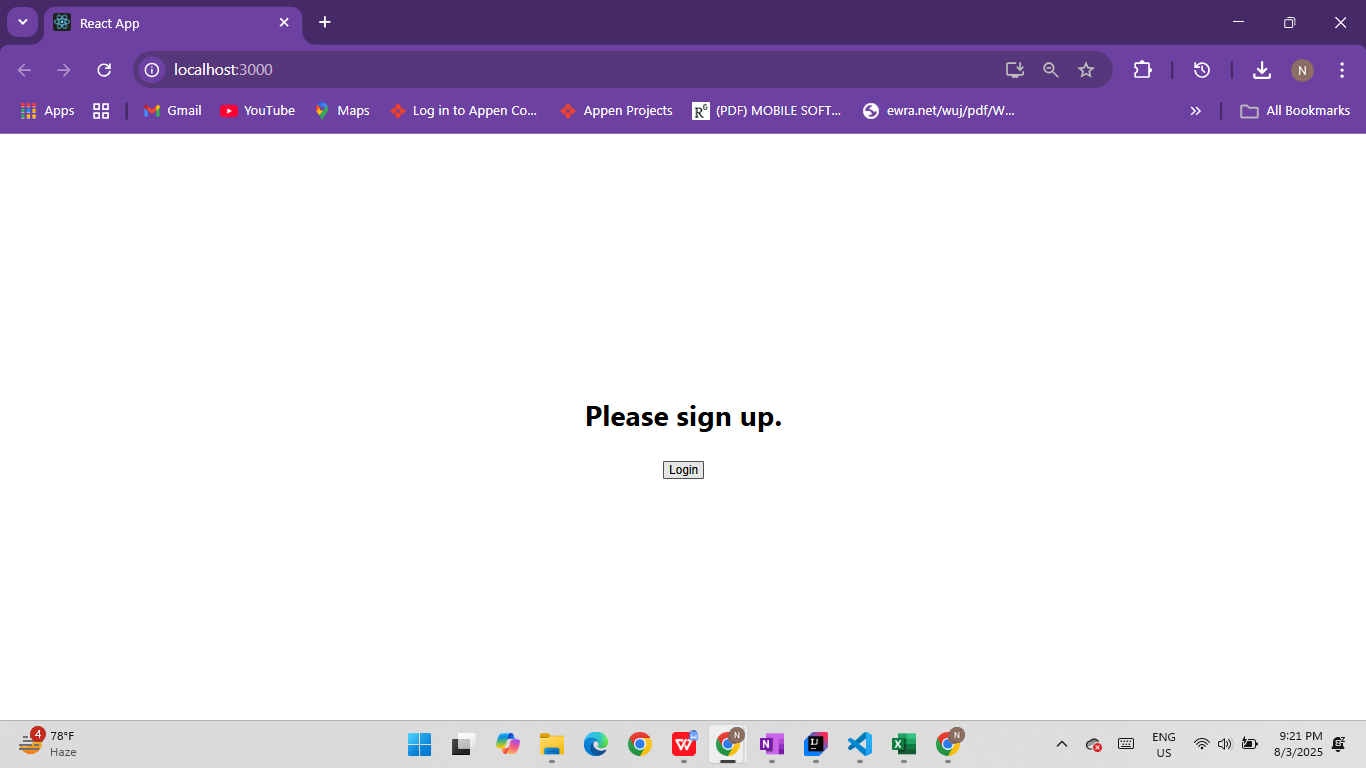 React App
localhost:3000
N
Apps
Gmail
YouTube
Maps
Log in to Appen Co...
Appen Projects
R^G
(PDF) MOBILE SOFT...
ewra.net/wuj/pdf/W...
All Bookmarks
Please sign up.
Login
4
78°F
Haze
W
N
N
IJ
N
ENG
US
9:21 PM
8/3/2025